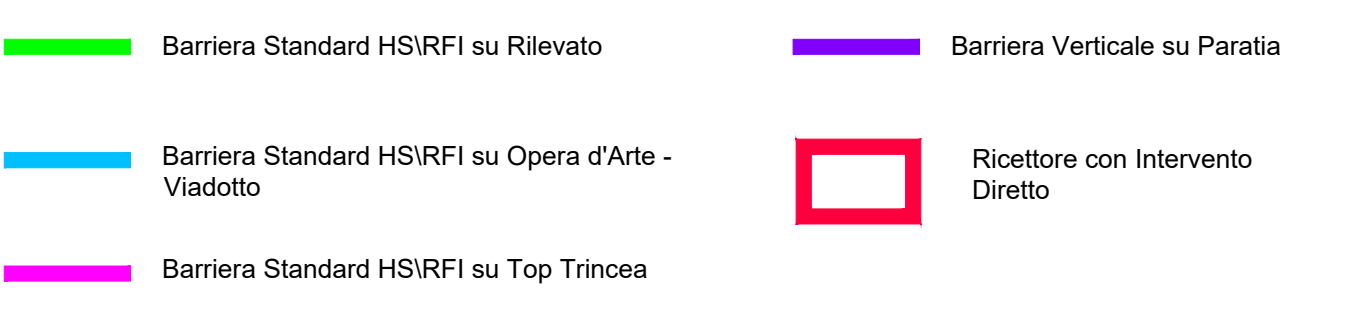 Barriera Standard HS\RFI su Rilevato
Barriera Standard HS\RFI su Opera d'Arte -
Viadotto
Barriera Standard HS\RFI su Top Trincea
Barriera Verticale su Paratia
Ricettore con Intervento
Diretto